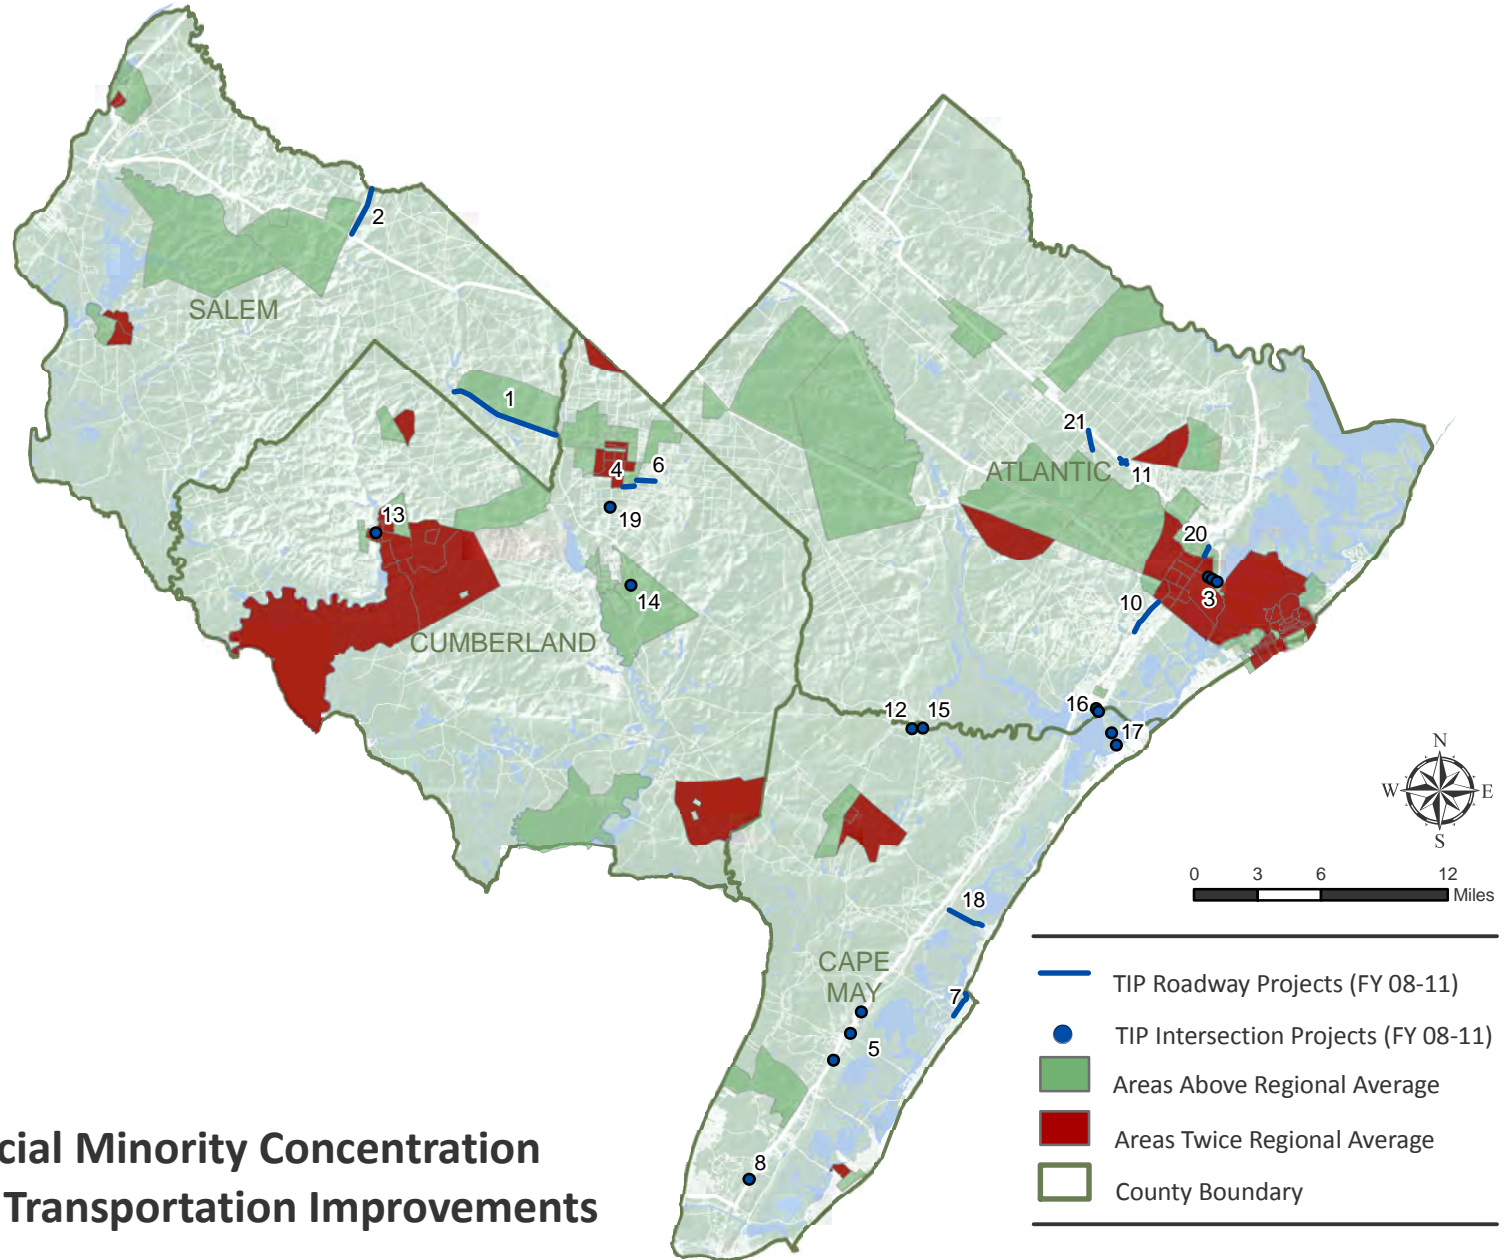 2
SALEM
1
21
ATLANTIC
11
4
6
13
19
20
14
3
10
CUMBERLAND
12
15
16
17
N
W
E
S
0 3 6 12
Miles
18
CAPE
MAY
7
5
8
TIP Roadway Projects (FY 08-11)
TIP Intersection Projects (FY 08-11)
Areas Above Regional Average
Areas Twice Regional Average
County Boundary
cial Minority Concentration
Transportation Improvements